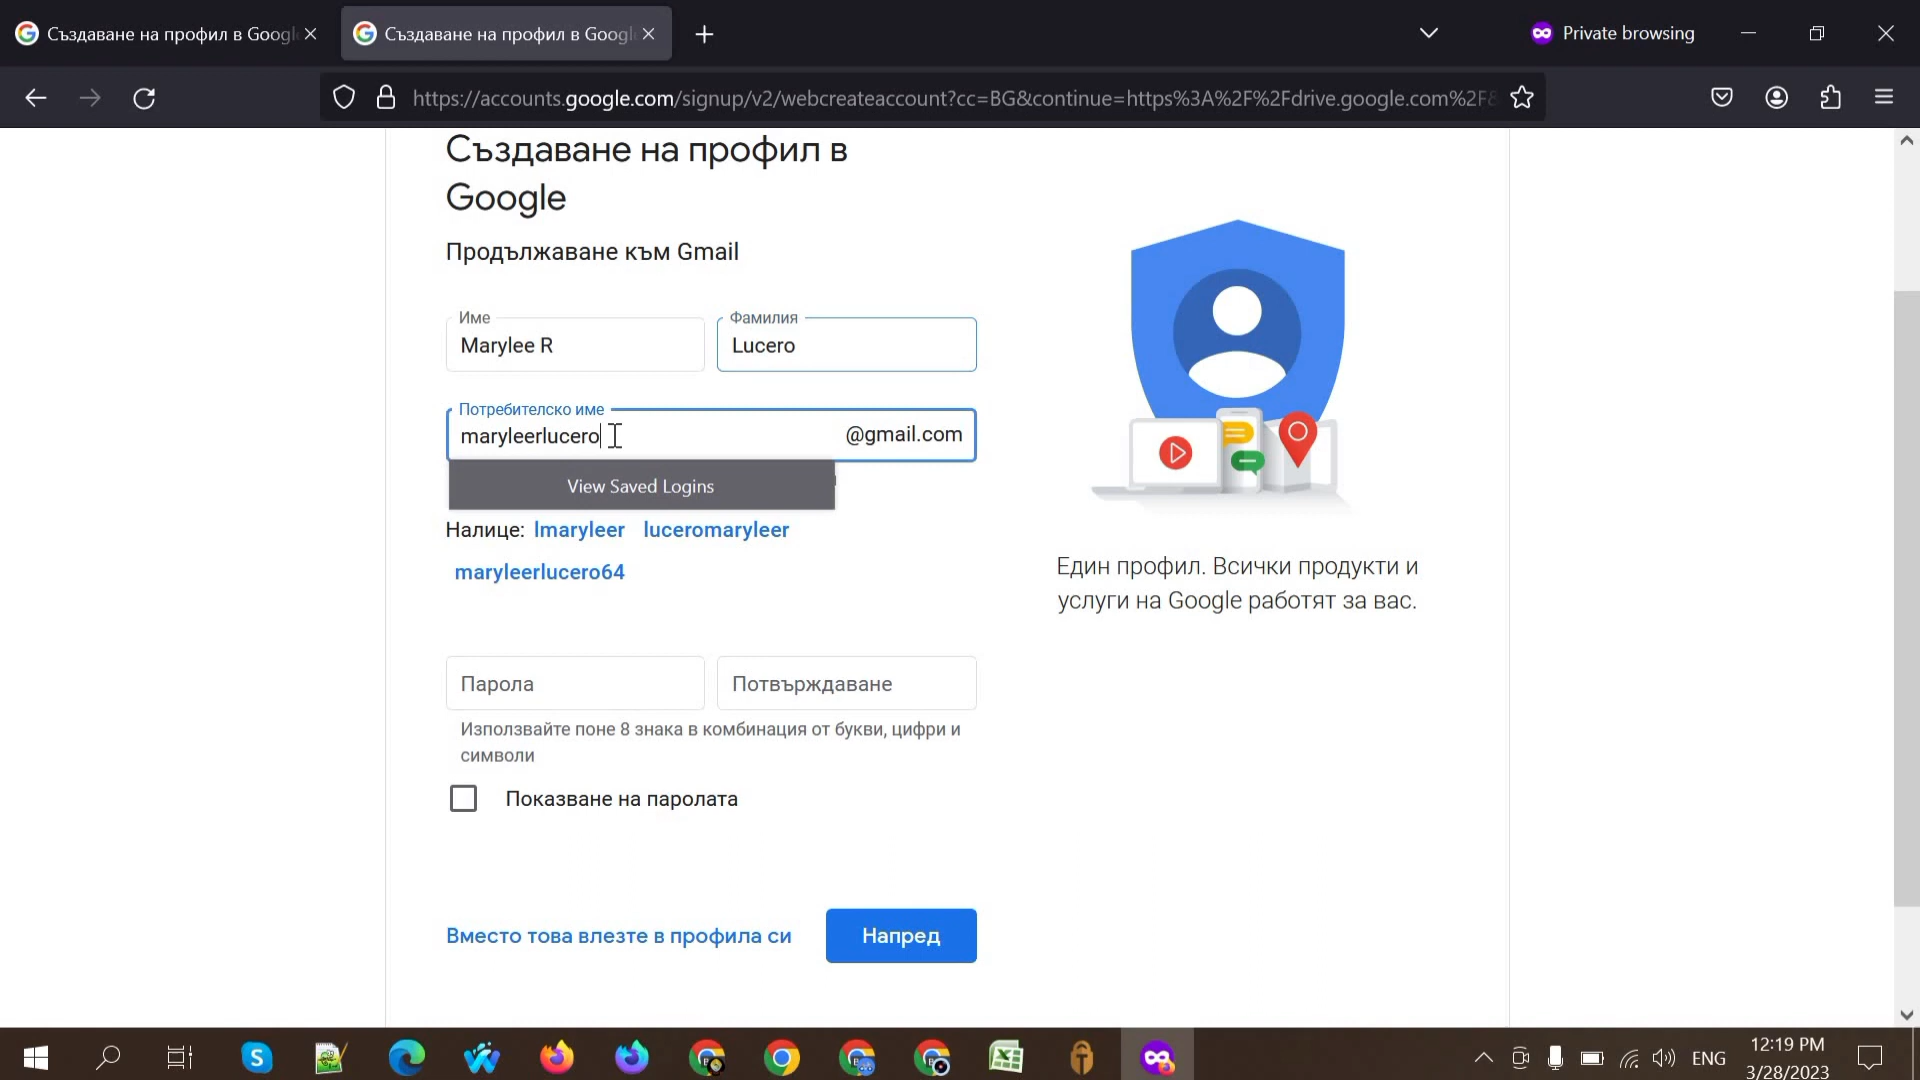 Създаване на профил в Googl
Създаване на профил в Googl
Private browsing
https://accounts.google.com/signup/v2/webcreateaccount?cc=BG&continue=https%3A%2F%2Fdrive.google.com%2F&
Създаване на профил в
Google
Продължаване към Gmail
Име
Фамилия
Marylee R
Lucero
Потребителско име
maryleerlucero
@gmail.com
View Saved Logins
Налице: lmaryleer luceromaryleer
maryleerlucero64
Един профил. Всички продукти и
услуги на Google работят за вас.
Парола
Потвърждаване
Използвайте поне 8 знака в комбинация от букви, цифри и
символи
Показване на паролата
Вместо това влезте в профила си
Напред
ENG
12:19 PM
3/28/2023